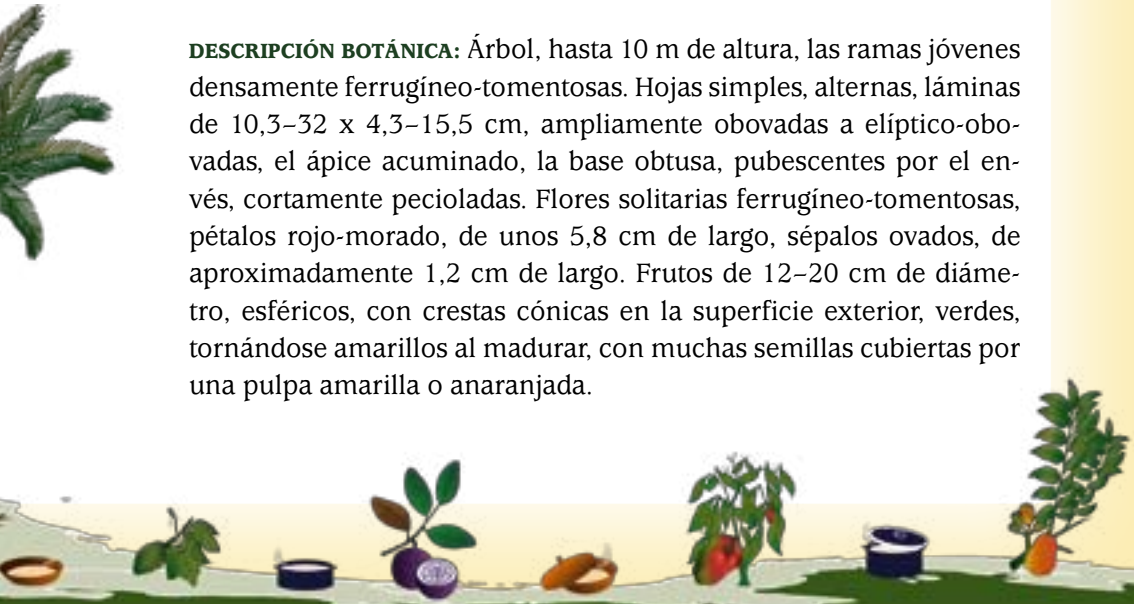 DESCRIPCIÓN BOTÁNICA: Árbol, hasta 10 m de altura, las ramas jóvenes
densamente ferrugíneo-tomentosas. Hojas simples, alternas, láminas
de 10,3–32 x 4,3–15,5 cm, ampliamente obovadas a elíptico-obo-
vadas, el ápice acuminado, la base obtusa, pubescentes por el en-
vés, cortamente pecioladas. Flores solitarias ferrugíneo-tomentosas,
pétalos rojo-morado, de unos 5,8 cm de largo, sépalos ovados, de
aproximadamente 1,2 cm de largo. Frutos de 12–20 cm de diáme-
tro, esféricos, con crestas cónicas en la superficie exterior, verdes,
tornándose amarillos al madurar, con muchas semillas cubiertas por
una pulpa amarilla o anaranjada.